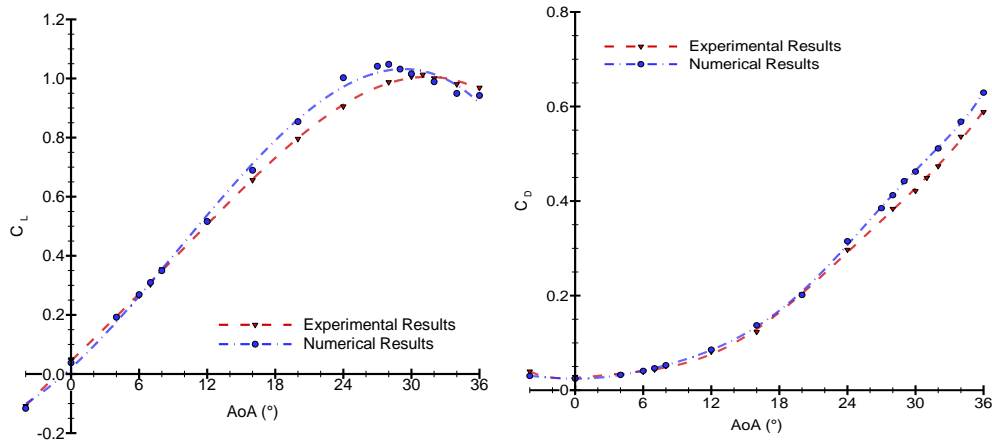 1.2
1.0
0.8
0.6
0.4
0.2
0.0
-0.2
C L
0 6 12 18 24 30 36
AoA (°)
Experimental Results
Numerical Results
0.8
0.6
0.4
0.2
0
C D
0 6 12 18 24 30 36
AoA (°)
Experimental Results
Numerical Results